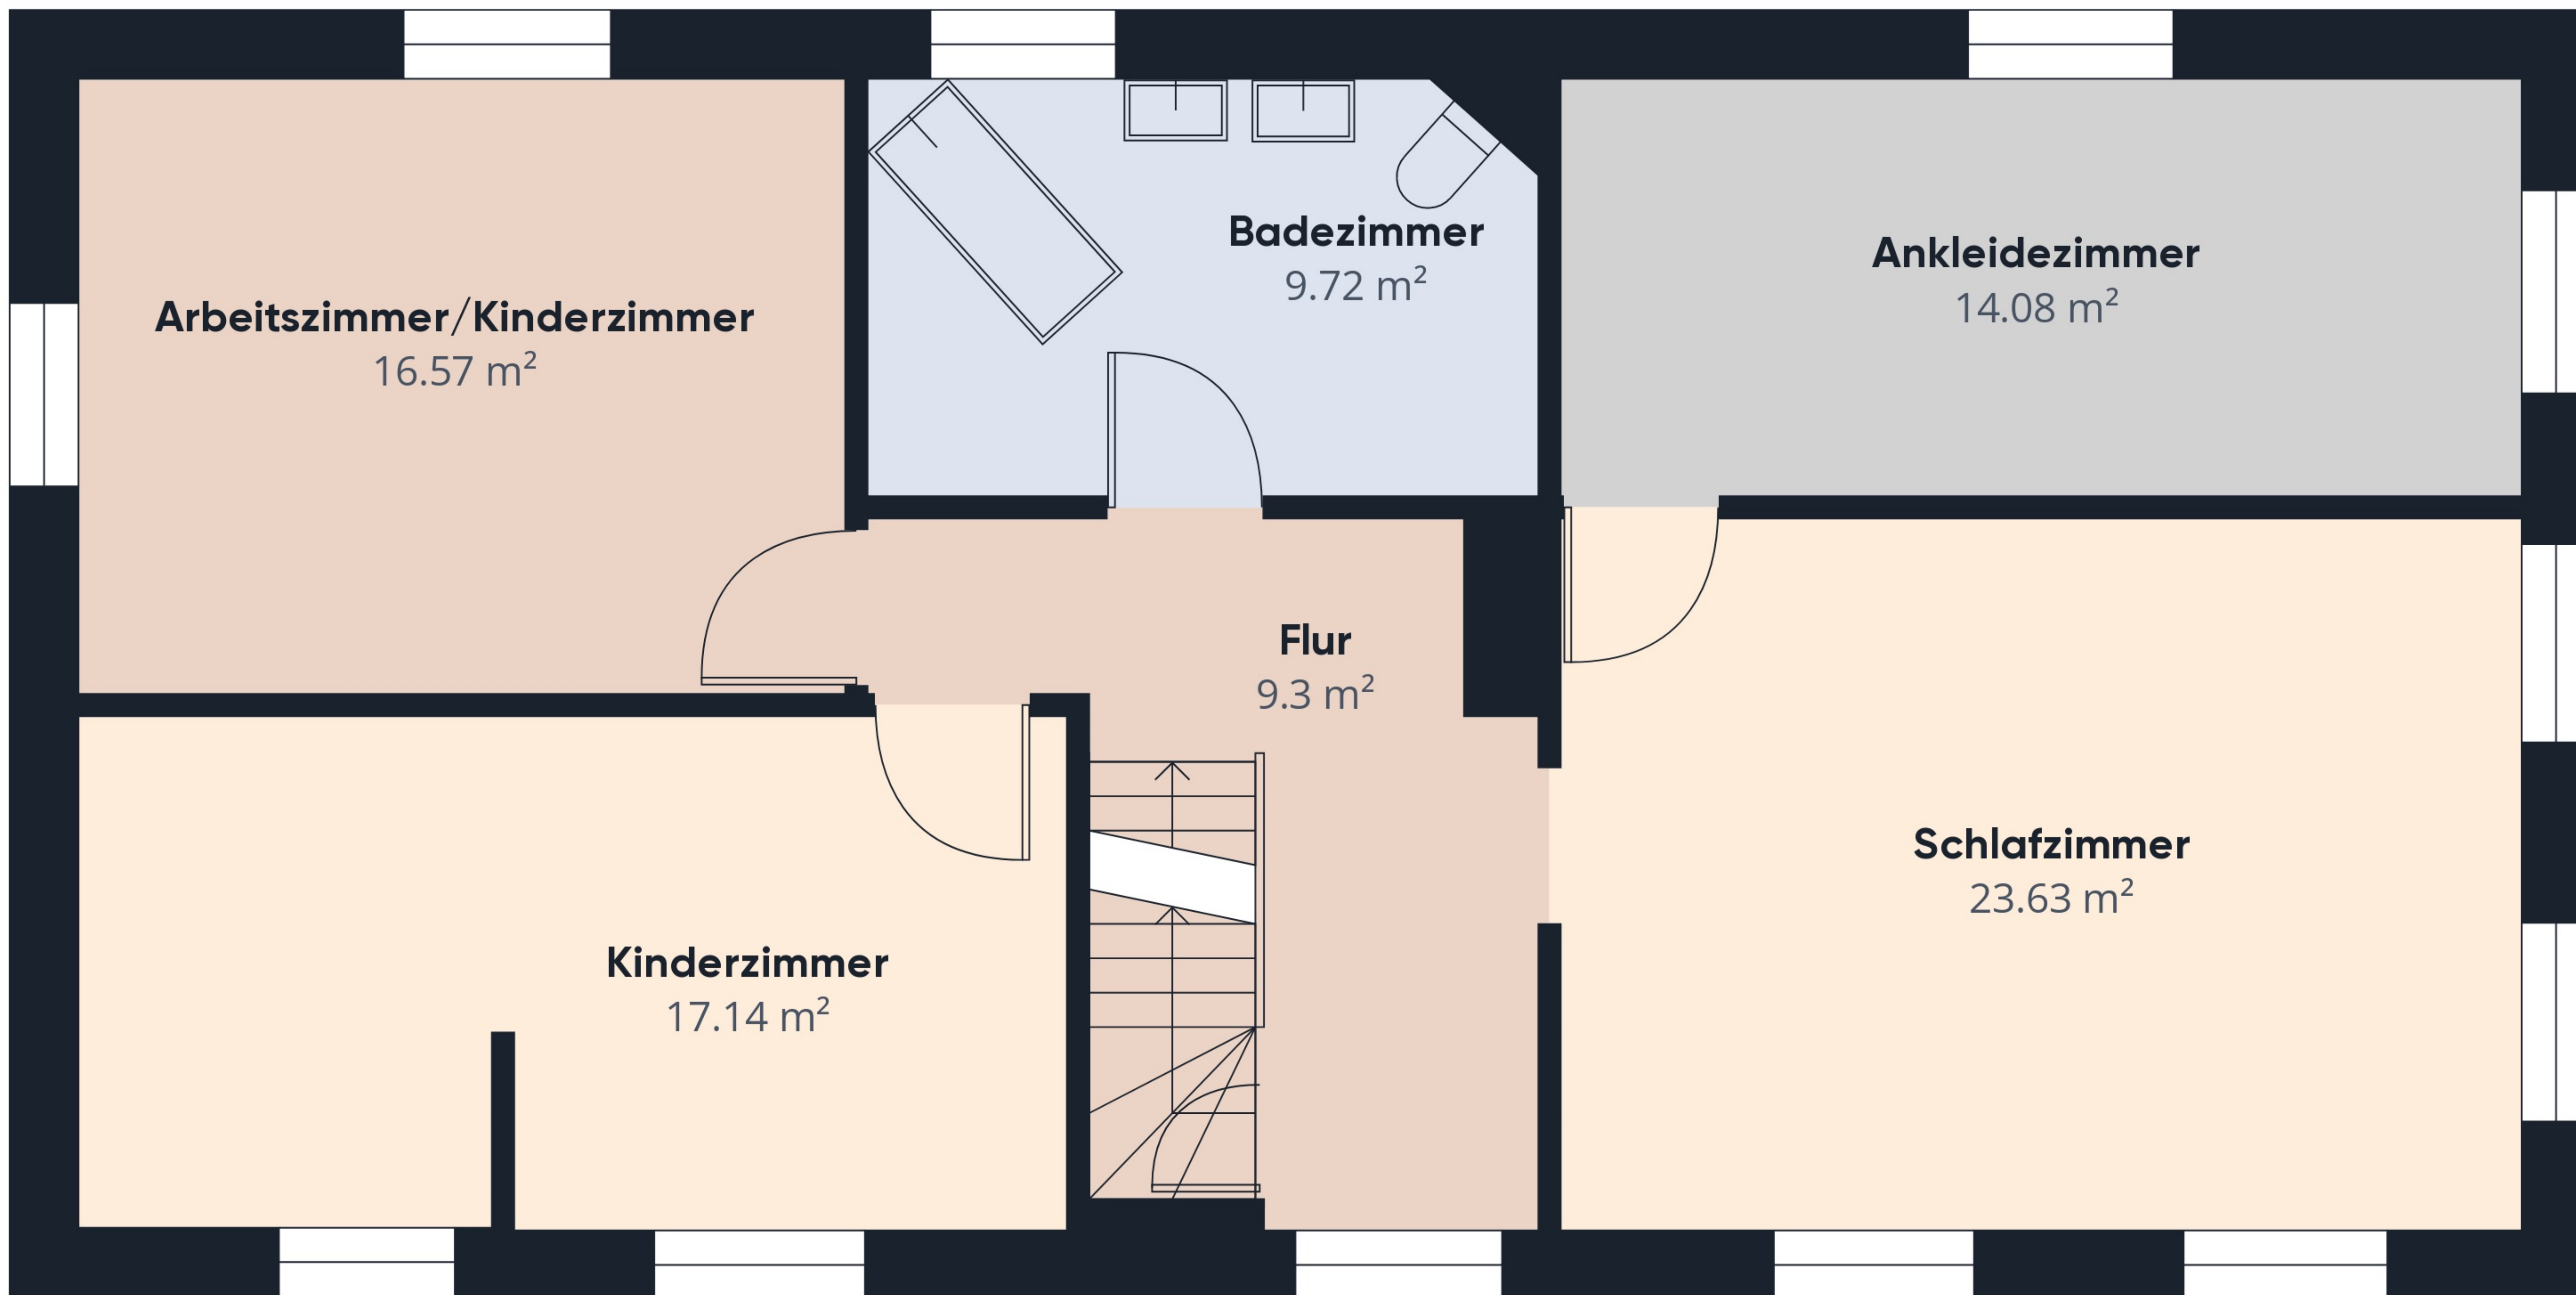 Arbeitszimmer/Kinderzimmer
16.57 m²
Badezimmer
9.72 m²
Ankleidezimmer
14.08 m²
Flur
9.3 m²
Kinderzimmer
17.14 m²
Schlafzimmer
23.63 m²